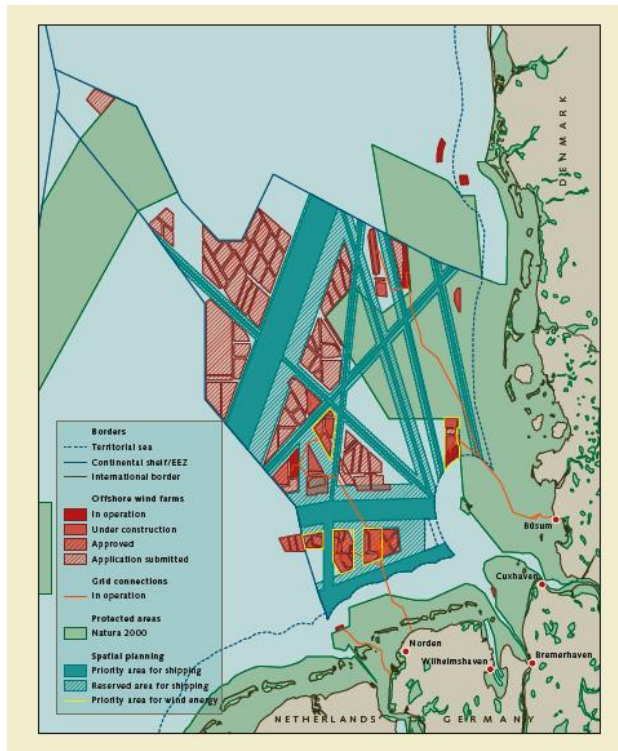 DENMARK
Borders
Territorial sea
Continental shelf/EEZ
International border
Offshore wind farms
In operation
Under construction
Approved
Application submitted
Grid connections
In operation
Protected areas
Natura 2000
Spatial planning
Priority area for shipping
Reserved area for shipping
Priority area for wind energy
Büsum
Cuxhaven
Norden
Wilhelmshaven
Bremerhaven
NETHERLANDS
GERMANY